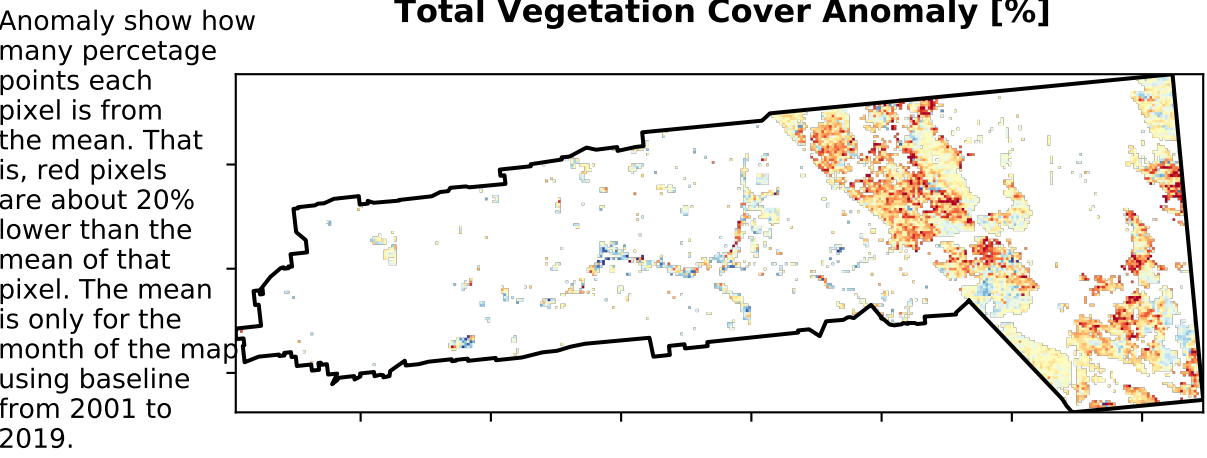 Total Vegetation Cover Anomaly [%]
Anomaly show how
many percetage
points each
pixel is from
the mean. That
is, red pixels
are about 20%
lower than the
mean of that
pixel. The mean
is only for the
month of the map
using baseline
from 2001 to
2019.